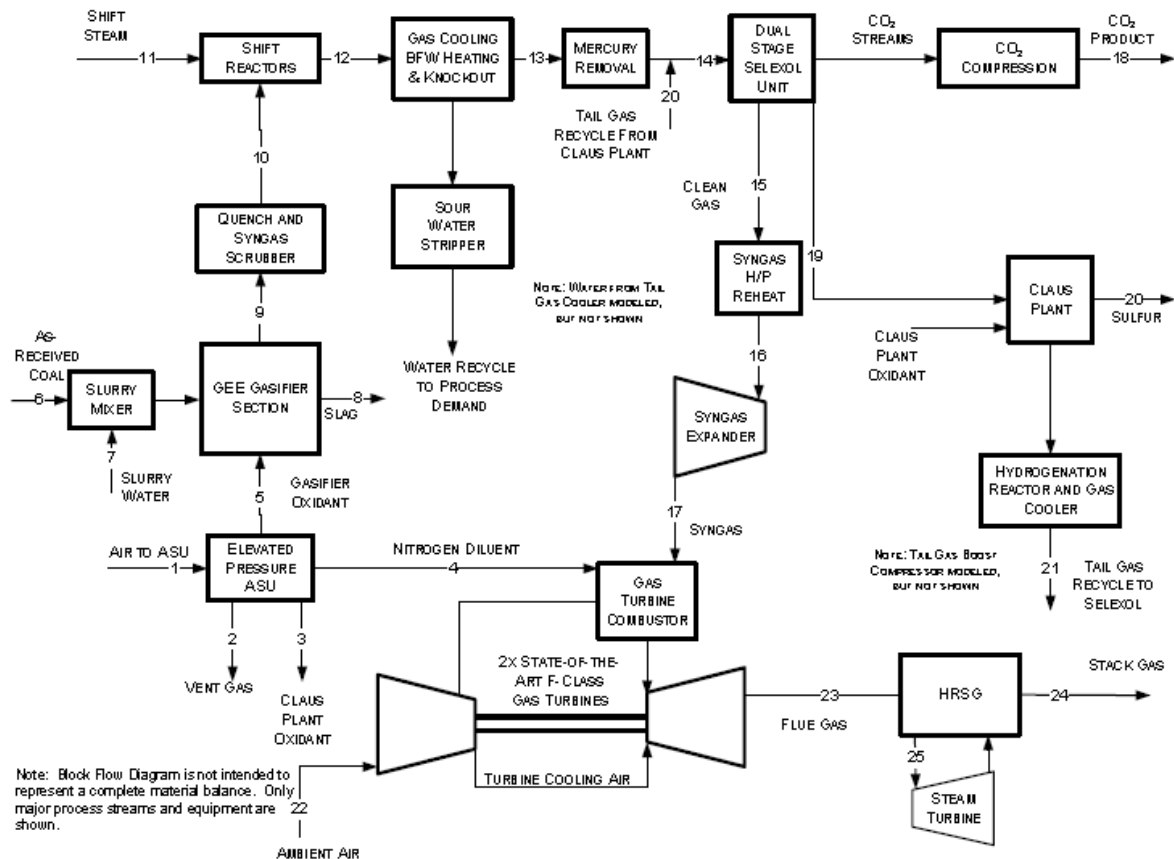 SHIFT
STEAM
11
SHIFT
REACTORS
12
GAS COOLING
BFW HEATING
& KNOCKOUT
13
MERCURY
REMOVAL
14
20
TAIL GAS
RECYCLE FROM
CLAUS PLANT
DUAL
STAGE
SELEXOL
UNIT
CO2
STREAMS
CO2
COMPRESSION
CO2
PRODUCT
18
10
QUENCH AND
SYNGAS
SCRUBBER
9
SOUR
WATER
STRIPPER
WATER RECYCLE
TO PROCESS
DEMAND
NOTE: WATER FROM TAIL
GAS COOLER MODELED,
BUT NOT SHOWN
CLEAN
GAS
15
SYNGAS
H/P
REHEAT
16
19
CLAUS
PLANT
20
SULFUR
CLAUS
PLANT
OXIDANT
AS-
RECEIVED
COAL
6
SLURRY
MIXER
7
SLURRY
WATER
GEE GASIFIER
SECTION
8
SLAG
5
GASIFIER
OXIDANT
SYNGAS
EXPANDER
17
SYNGAS
HYDROGENATION
REACTOR AND GAS
COOLER
NOTE: TAIL GAS BOOST
COMPRESSOR MODELED,
BUT NOT SHOWN
21
TAIL GAS
RECYCLE TO
SELEXOL
AIR TO ASU
1
ELEVATED
PRESSURE
ASU
NITROGEN DILUENT
4
2
VENT GAS
3
CLAUS
PLANT
OXIDANT
GAS
TURBINE
COMBUSTOR
2X STATE-OF-THE-
ART F-CLASS
GAS TURBINES
TURBINE COOLING AIR
23
FLUE GAS
HRSG
STACK GAS
24
25
STEAM
TURBINE
Note: Block Flow Diagram is not intended to
represent a complete material balance. Only
major process streams and equipment are
shown.
22
AMBIENT AIR